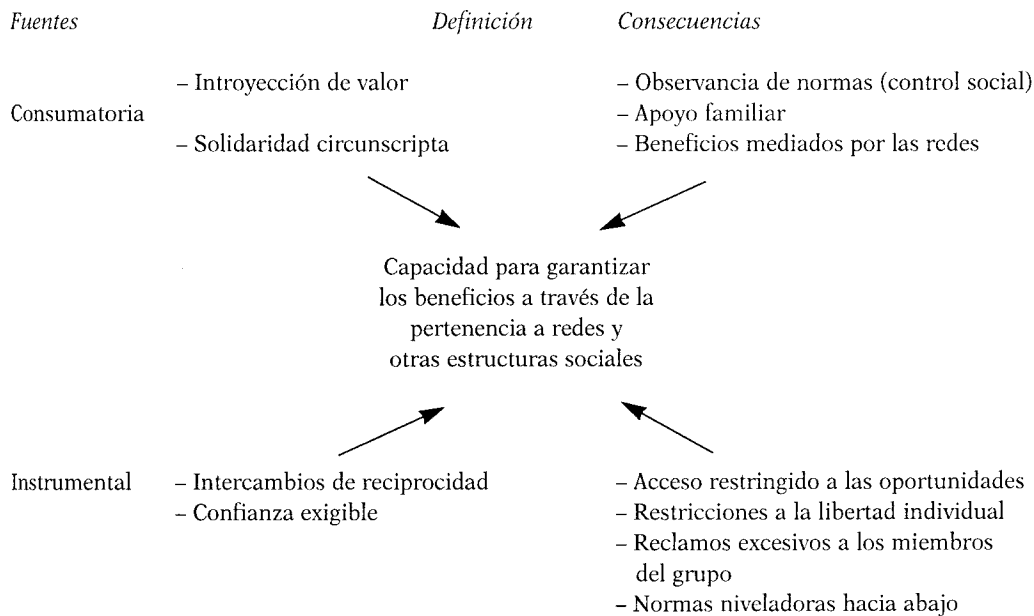 Fuentes Definición Consecuencias
– Introyección de valor
– Observancia de normas (control social)
Consumatoria
– Apoyo familiar
– Solidaridad circunscripta
– Beneficios mediados por las redes
Capacidad para garantizar
los beneficios a través de la
pertenencia a redes y
otras estructuras sociales
Instrumental
– Intercambios de reciprocidad
– Confianza exigible
– Acceso restringido a las oportunidades
– Restricciones a la libertad individual
– Reclamos excesivos a los miembros
del grupo
– Normas niveladoras hacia abajo